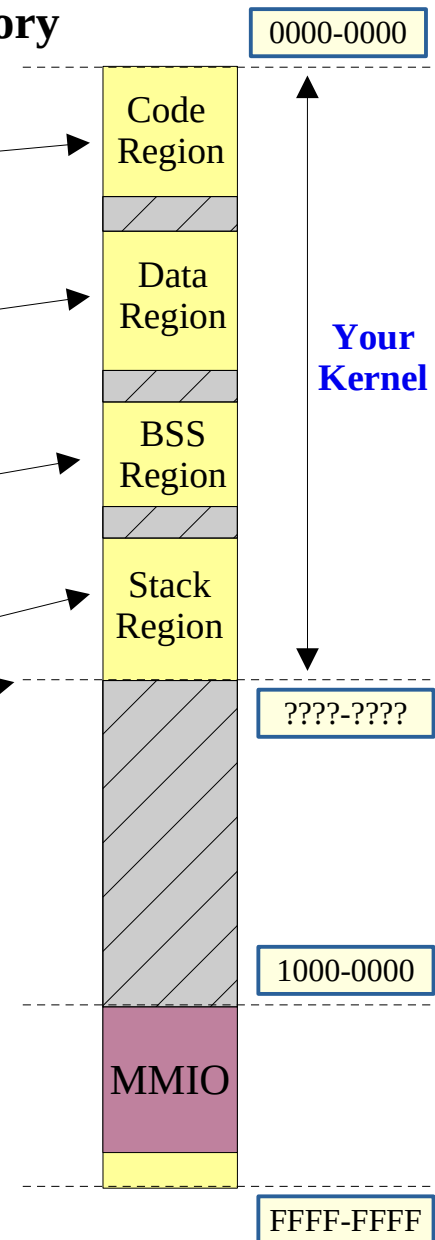 ory
0000-0000
Code
Region
Data
Region
Your
Kernel
BSS
Region
Stack
Region
????-????
1000-0000
MMIO
FFFF-FFFF